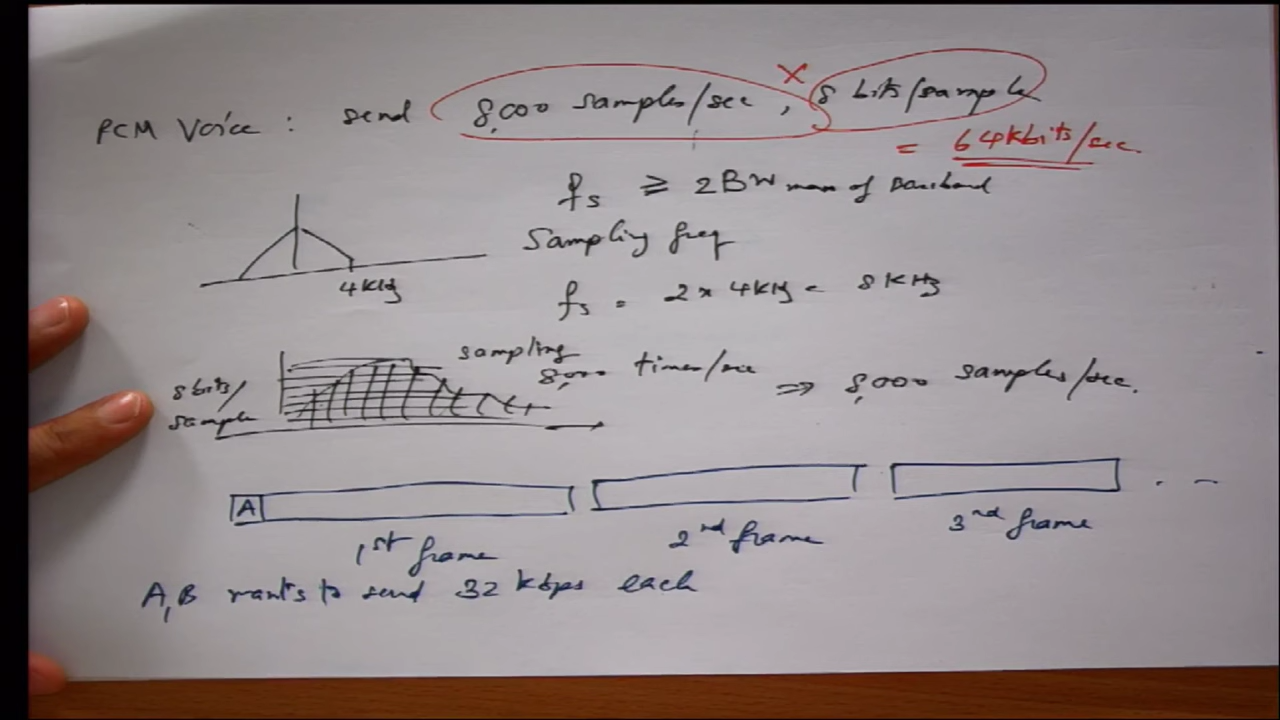 PCM Voice : send 8,000 samples/sec , 8 bits/sample
×
= 64 kbits/sec.
fs ≥ 2BW max of baseband
Sampling freq
4KHz
fs = 2 × 4KHz = 8KHz
sampling
8,000 times/sec ⇒ 8,000 samples/sec.
8 bits/
sample
A
1st frame
2nd frame
3rd frame
A, B wants to send 32 kbps each